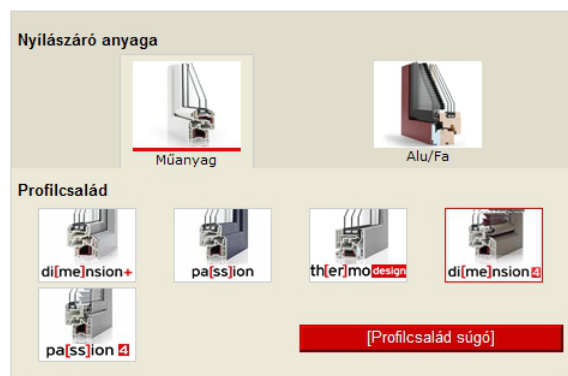 Nyílászáró anyaga
Műanyag
Alu/Fa
Profilcsalád
di[me]nsion+
pa[ss]ion
th[er]mo design
di[me]nsion 4
pa[ss]ion 4
[Profilcsalád súgó]